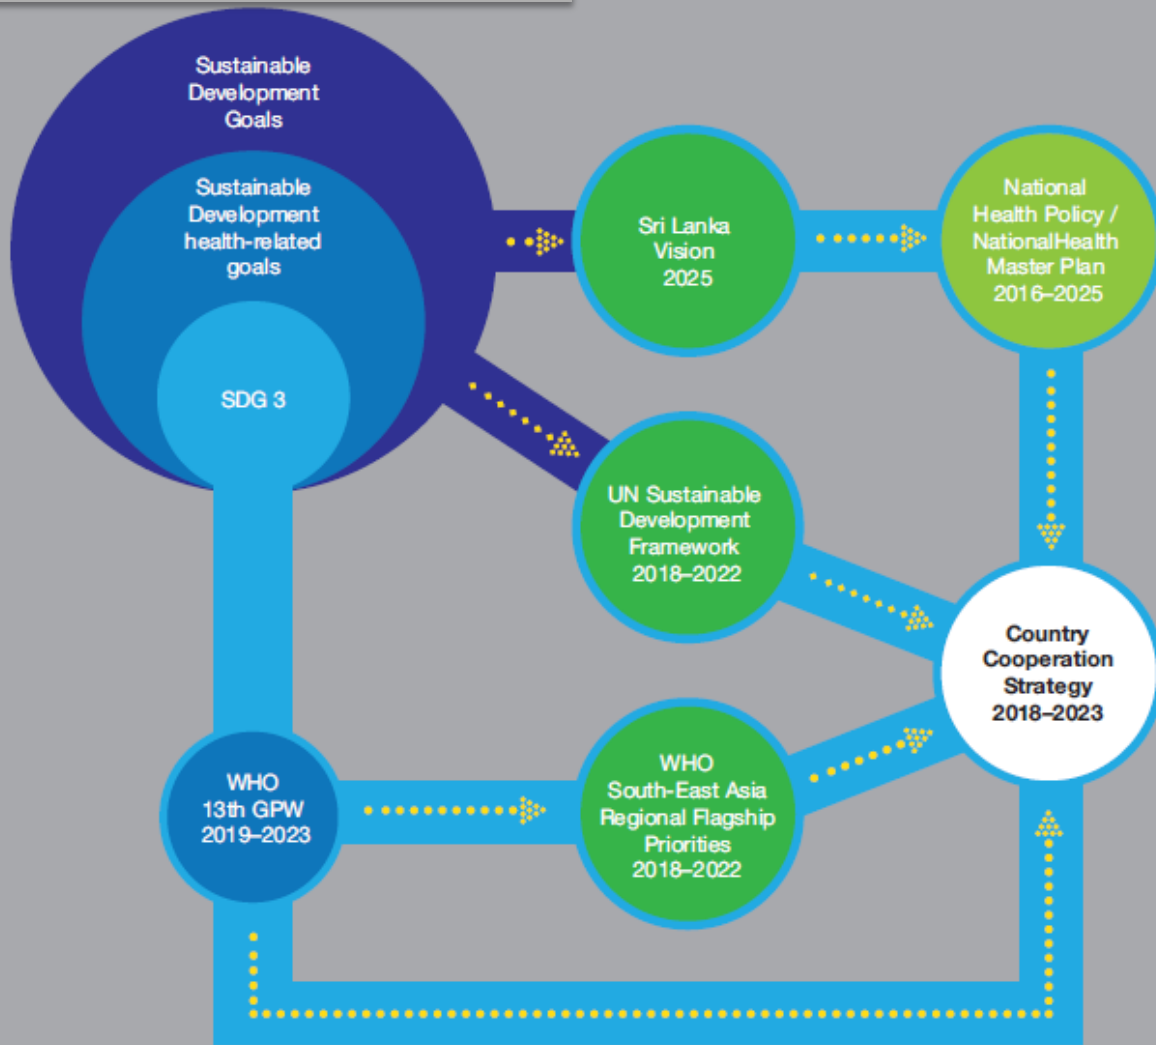 Sustainable
Development
Goals
Sustainable
Development
health-related
goals
SDG 3
Sri Lanka
Vision
2025
National
Health Policy /
NationalHealth
Master Plan
2016–2025
UN Sustainable
Development
Framework
2018–2022
Country
Cooperation
Strategy
2018–2023
WHO
13th GPW
2019–2023
WHO
South-East Asia
Regional Flagship
Priorities
2018–2022